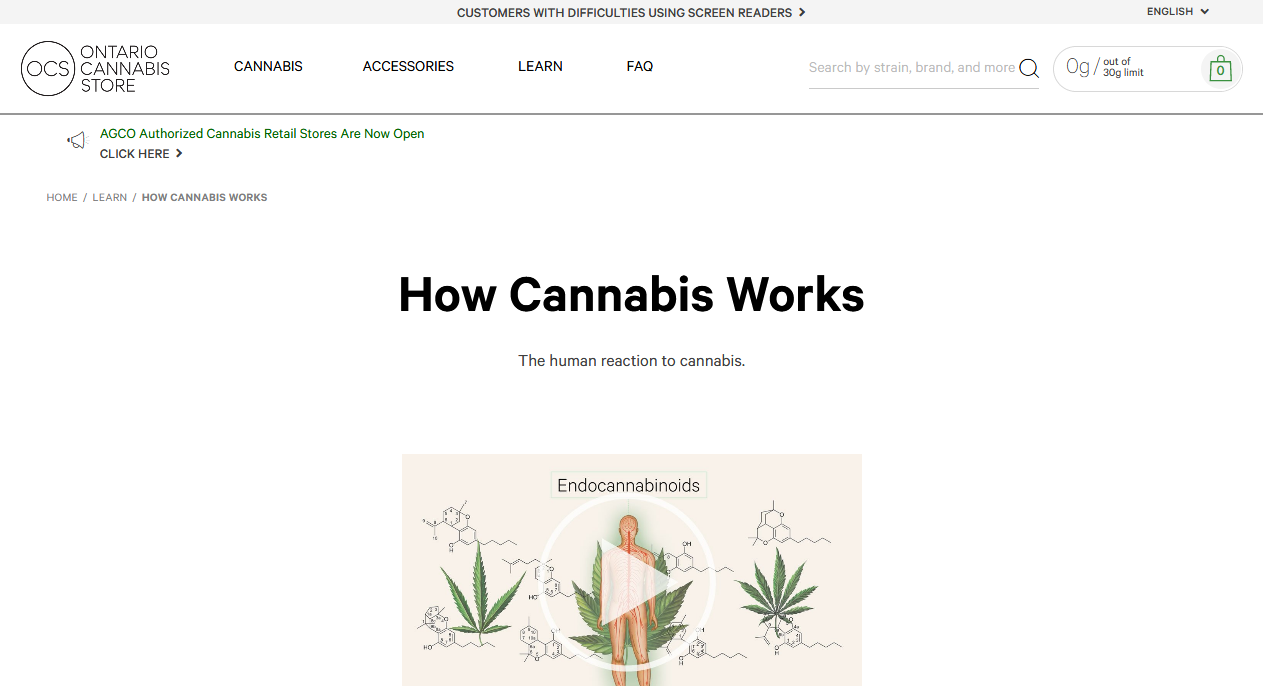 CUSTOMERS WITH DIFFICULTIES USING SCREEN READERS
ENGLISH
OCS
ONTARIO
CANNABIS
STORE
CANNABIS
ACCESSORIES
LEARN
FAQ
Search by strain, brand, and more
0g / out of
30g limit
0
AGCO Authorized Cannabis Retail Stores Are Now Open
CLICK HERE
HOME / LEARN / HOW CANNABIS WORKS
How Cannabis Works
The human reaction to cannabis.
Endocannabinoids
OH
HO